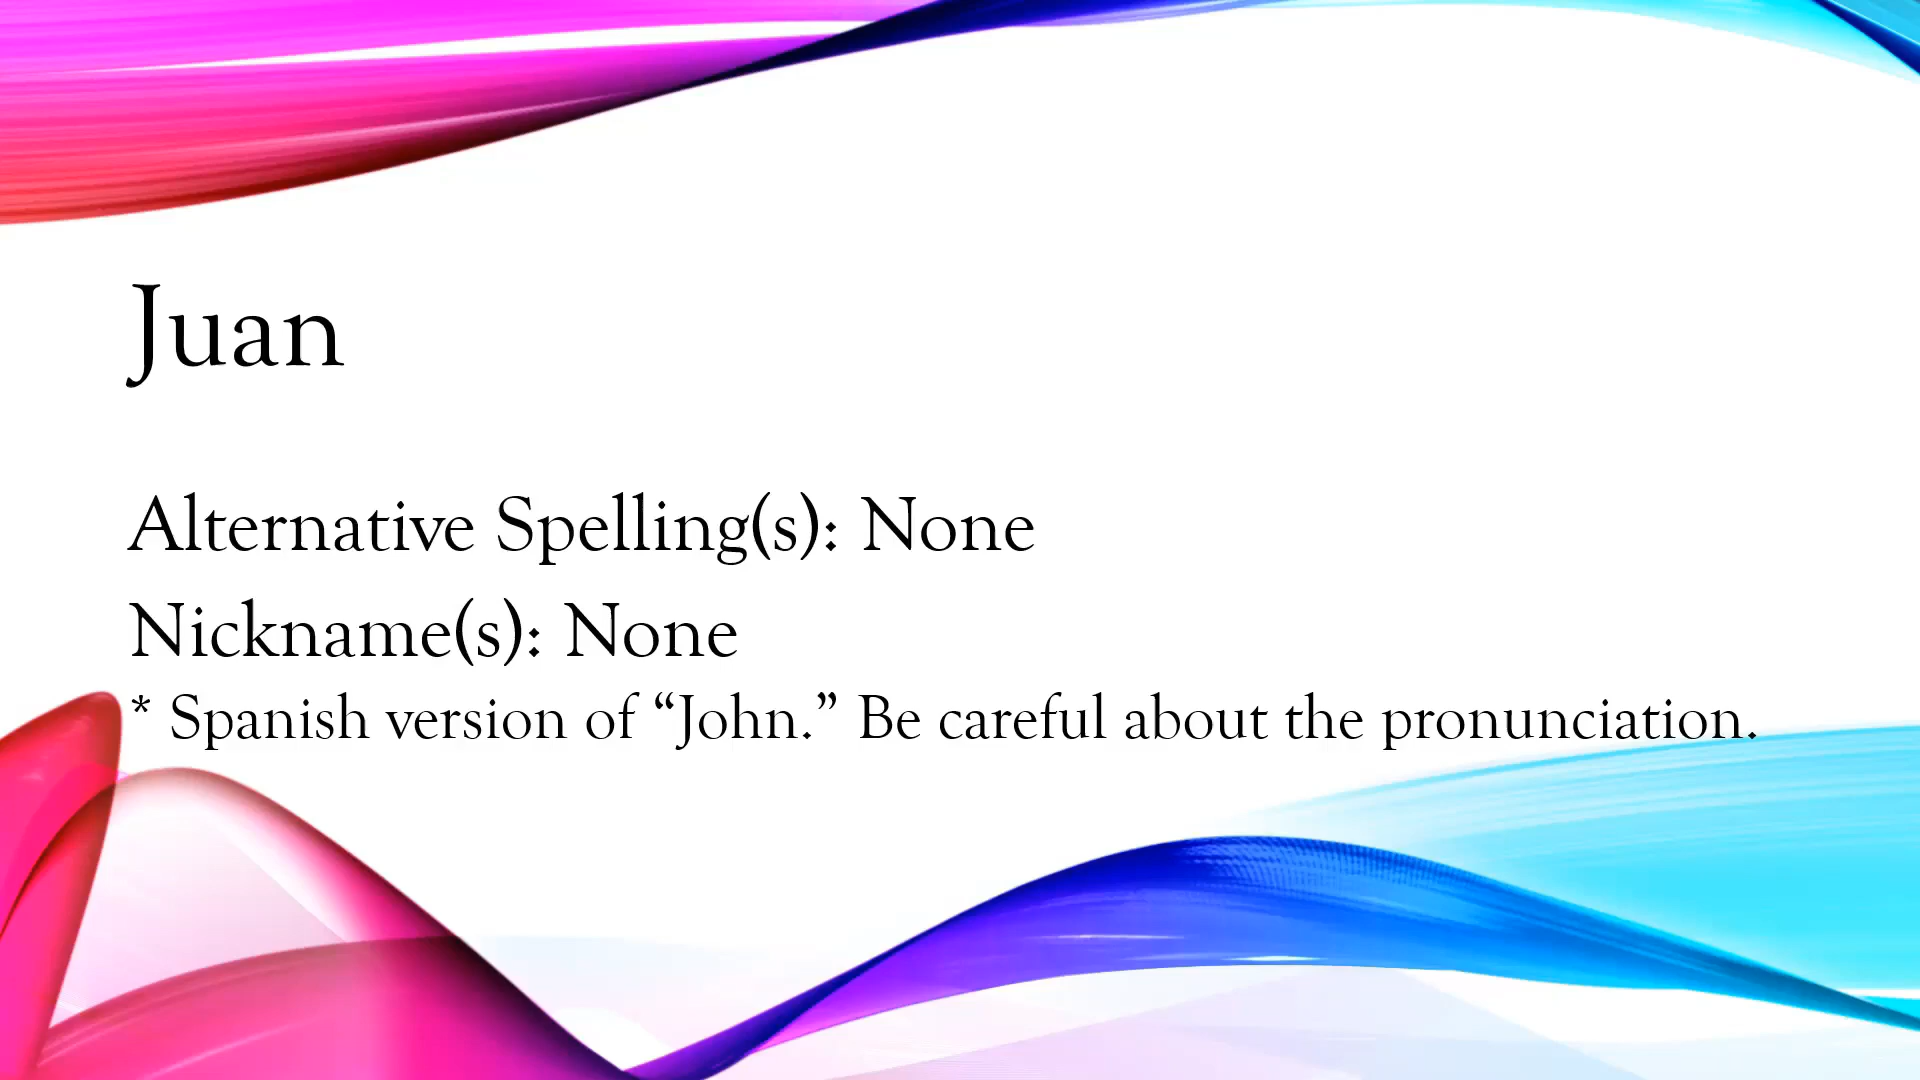 Juan
Alternative Spelling(s): None
Nickname(s): None
* Spanish version of “John.” Be careful about the pronunciation.